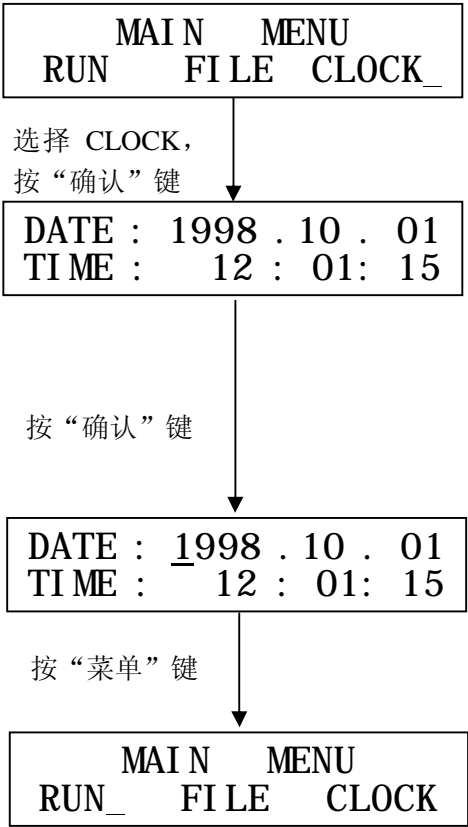 MAIN MENU
RUN FILE CLOCK_
选择 CLOCK，
按“确认”键
DATE : 1998 . 10 . 01
TIME : 12 : 01: 15
按“确认”键
DATE : 1998 . 10 . 01
TIME : 12 : 01: 15
按“菜单”键
MAIN MENU
RUN_ FILE CLOCK